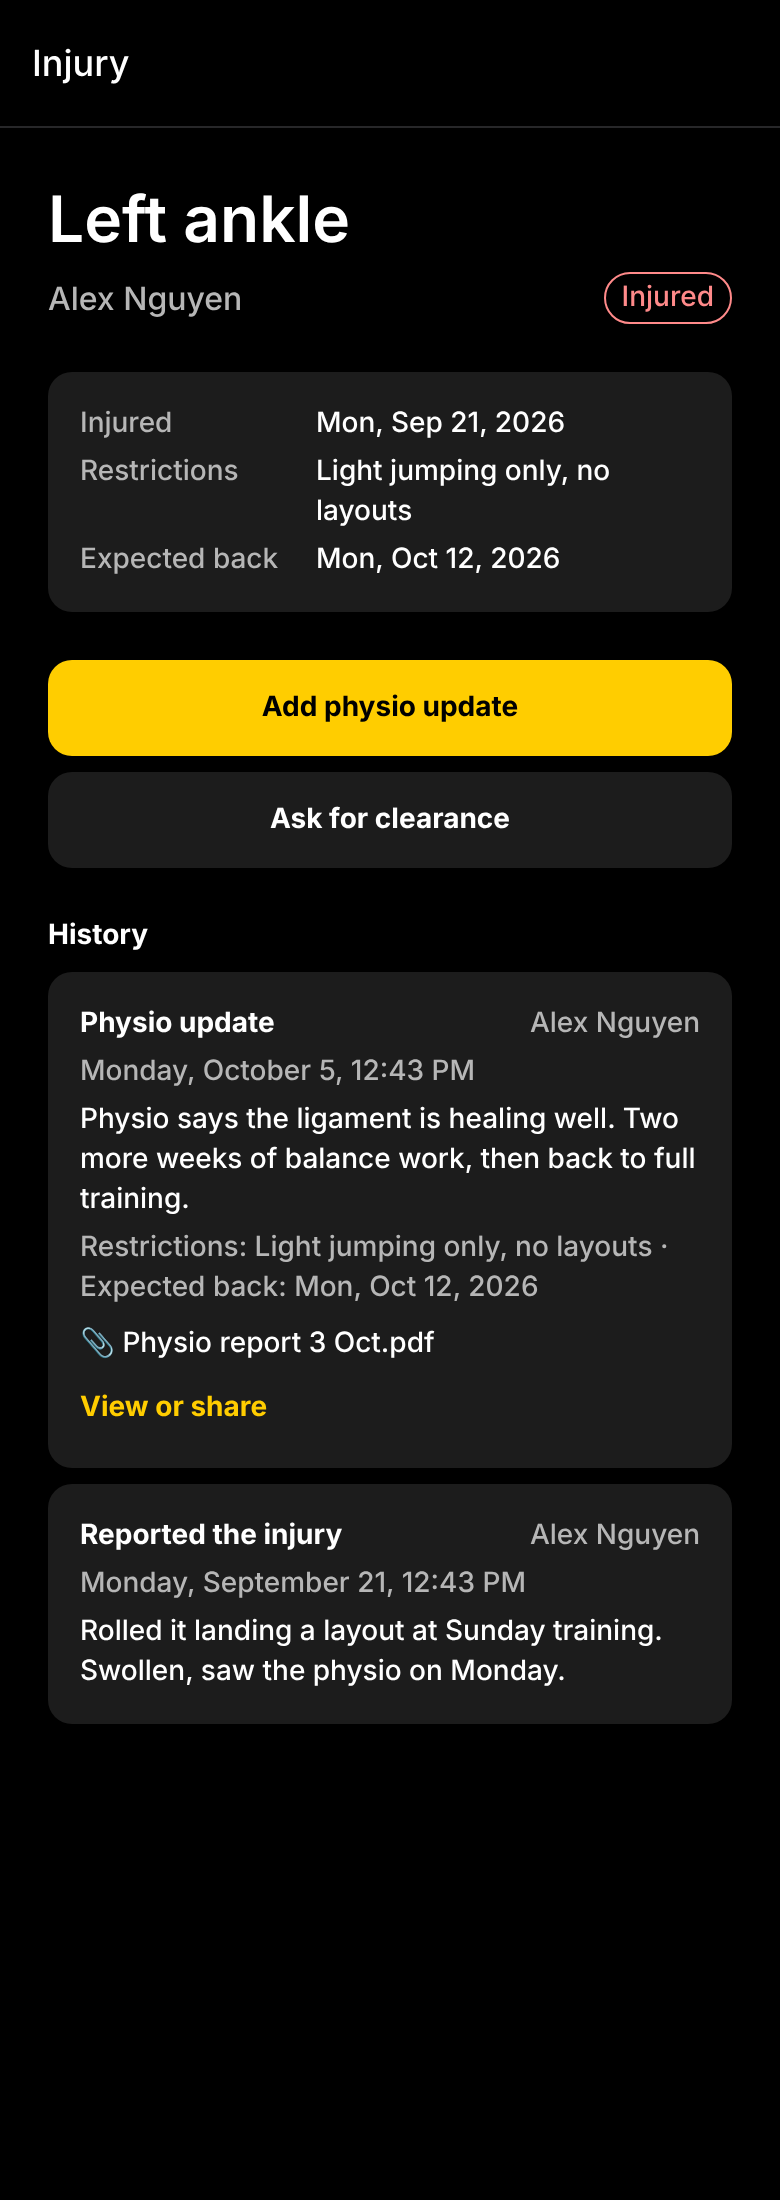 Injury
Left ankle
Alex Nguyen
Injured
Injured Mon, Sep 21, 2026
Restrictions Light jumping only, no
layouts
Expected back Mon, Oct 12, 2026
Add physio update
Ask for clearance
History
Physio update Alex Nguyen
Monday, October 5, 12:43 PM
Physio says the ligament is healing well. Two
more weeks of balance work, then back to full
training.
Restrictions: Light jumping only, no layouts ·
Expected back: Mon, Oct 12, 2026
📎 Physio report 3 Oct.pdf
View or share
Reported the injury Alex Nguyen
Monday, September 21, 12:43 PM
Rolled it landing a layout at Sunday training.
Swollen, saw the physio on Monday.